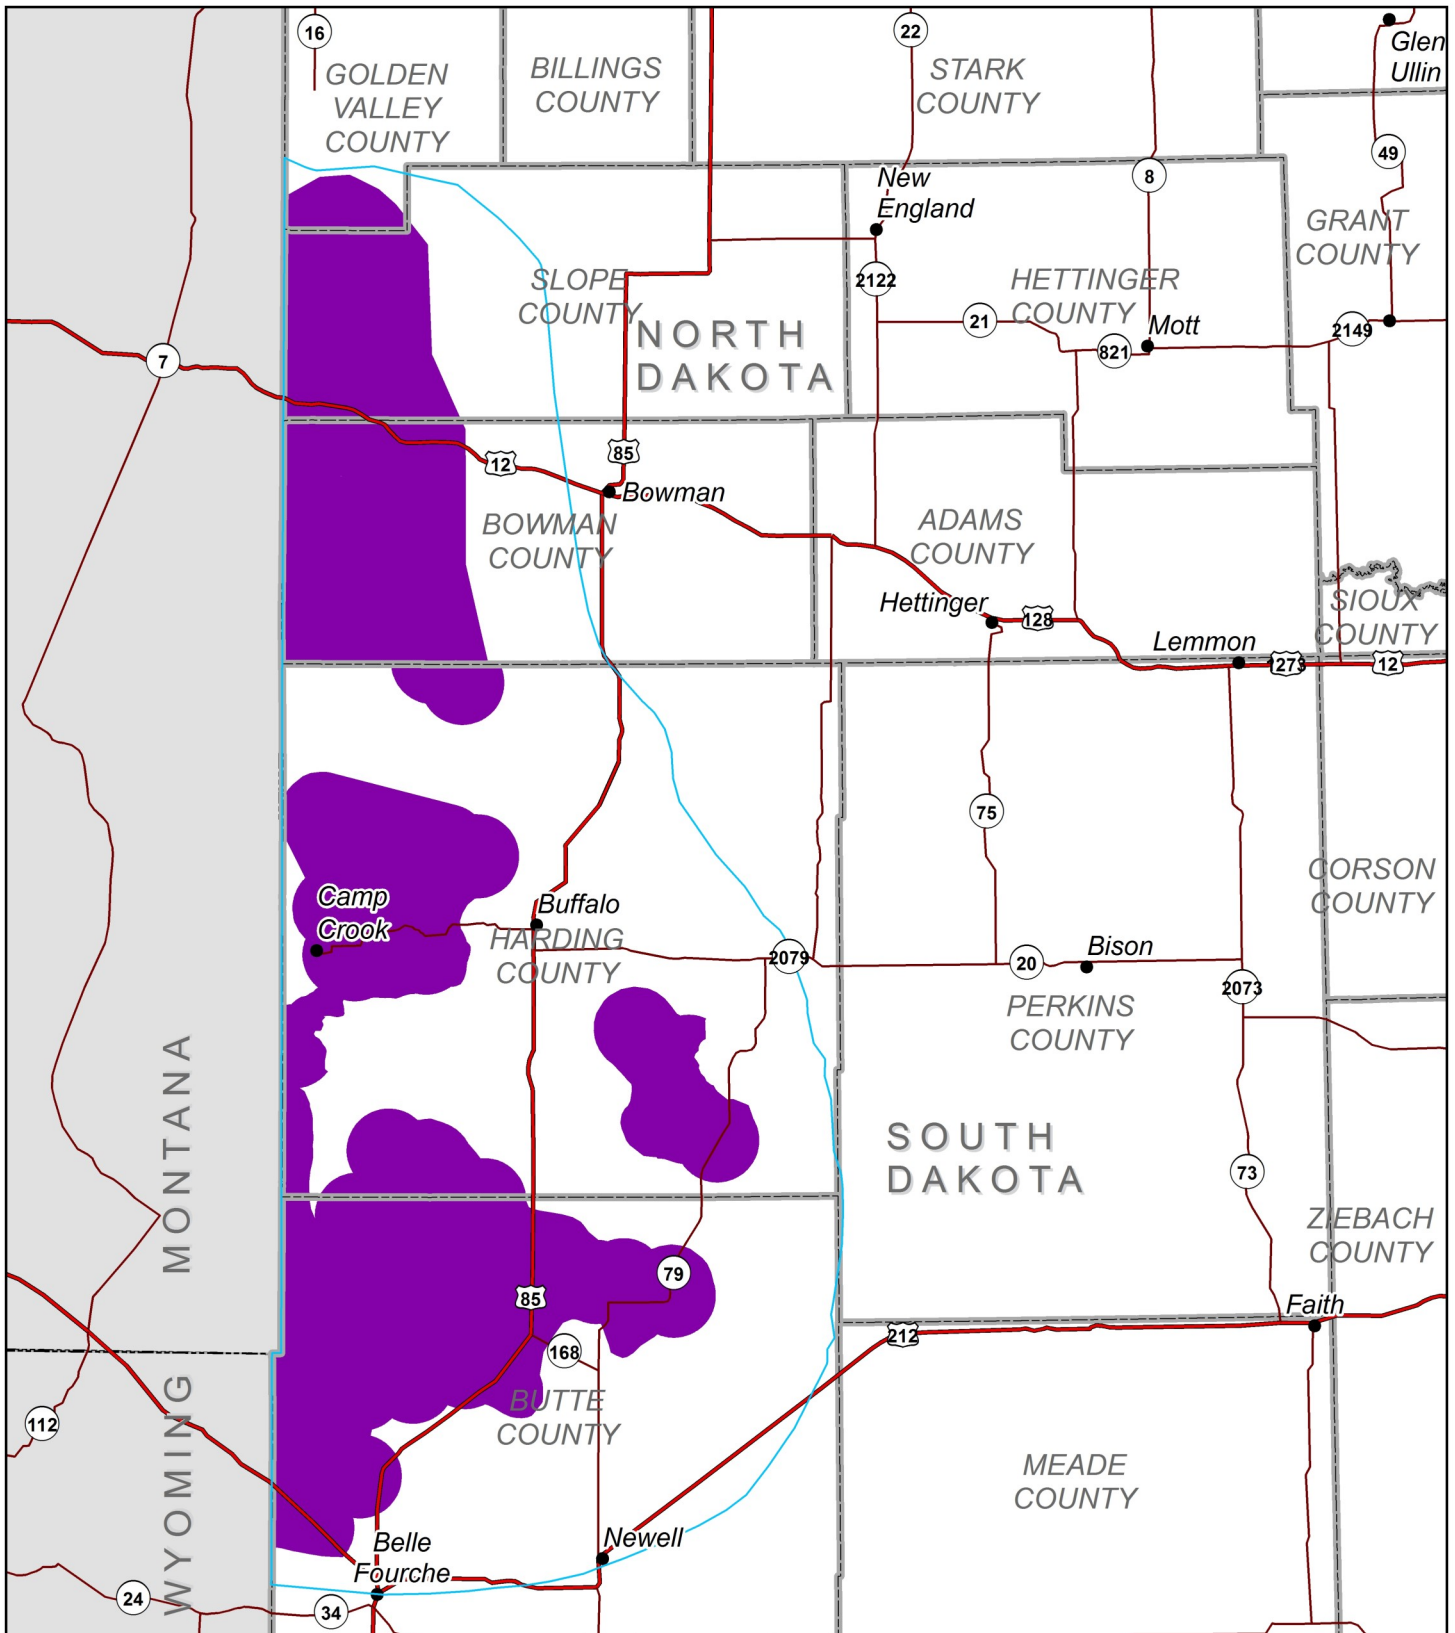 16
22
GOLDEN
VALLEY
COUNTY
BILLINGS
COUNTY
STARK
COUNTY
Glen
Ullin
49
New
England
8
GRANT
COUNTY
SLOPE
COUNTY
2122
HETTINGER
COUNTY
21
NORTH
DAKOTA
Mott
821
2149
7
85
12
Bowman
BOWMAN
COUNTY
ADAMS
COUNTY
Hettinger
128
SIOUX
COUNTY
Lemmon
1273
12
75
Camp
Crook
Buffalo
HARDING
COUNTY
2079
20
Bison
CORSON
COUNTY
2073
PERKINS
COUNTY
MONTANA
SOUTH
DAKOTA
73
ZIEBACH
COUNTY
79
85
Faith
212
168
BUTTE
COUNTY
112
WYOMING
MEADE
COUNTY
Belle
Fourche
Newell
24
34